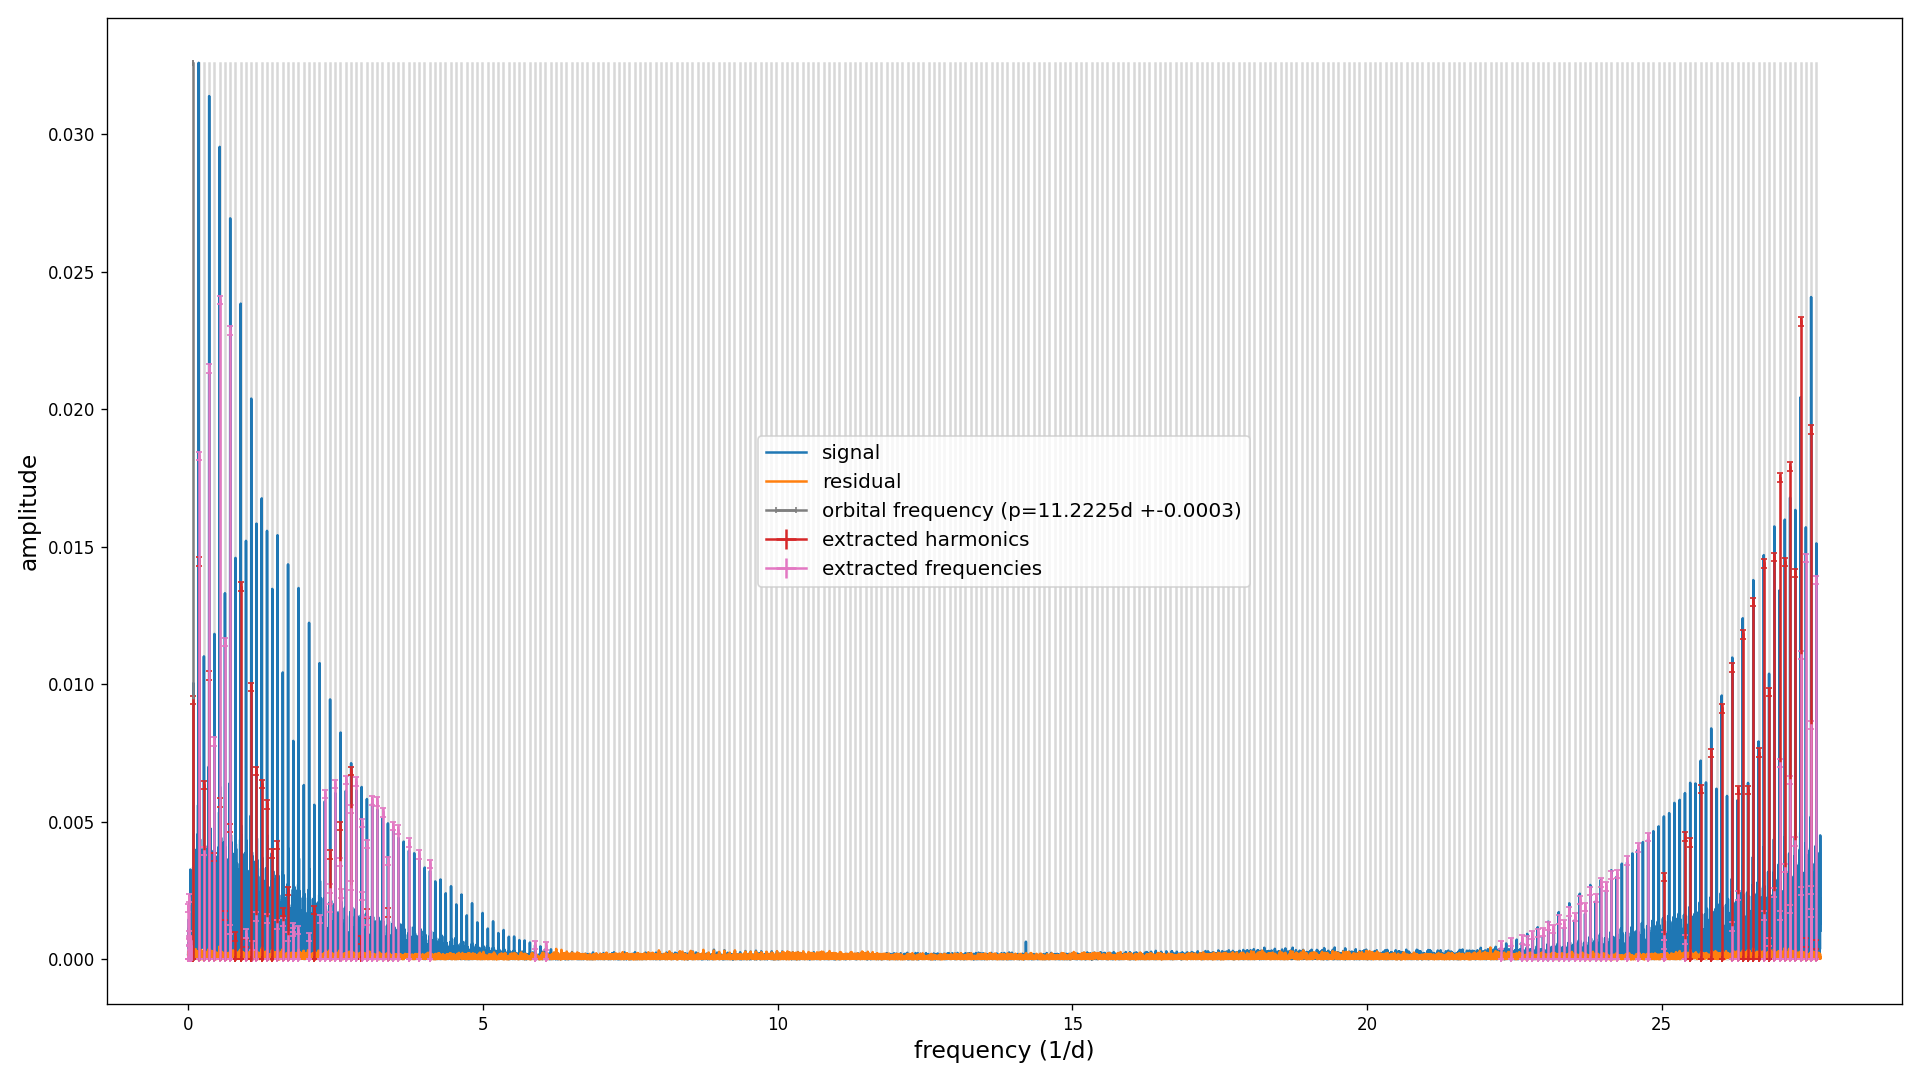 0.030
0.025
0.020
0.015
0.010
0.005
0.000
amplitude
signal
residual
orbital frequency (p=11.2225d +-0.0003)
extracted harmonics
extracted frequencies
0 5 10 15 20 25
frequency (1/d)